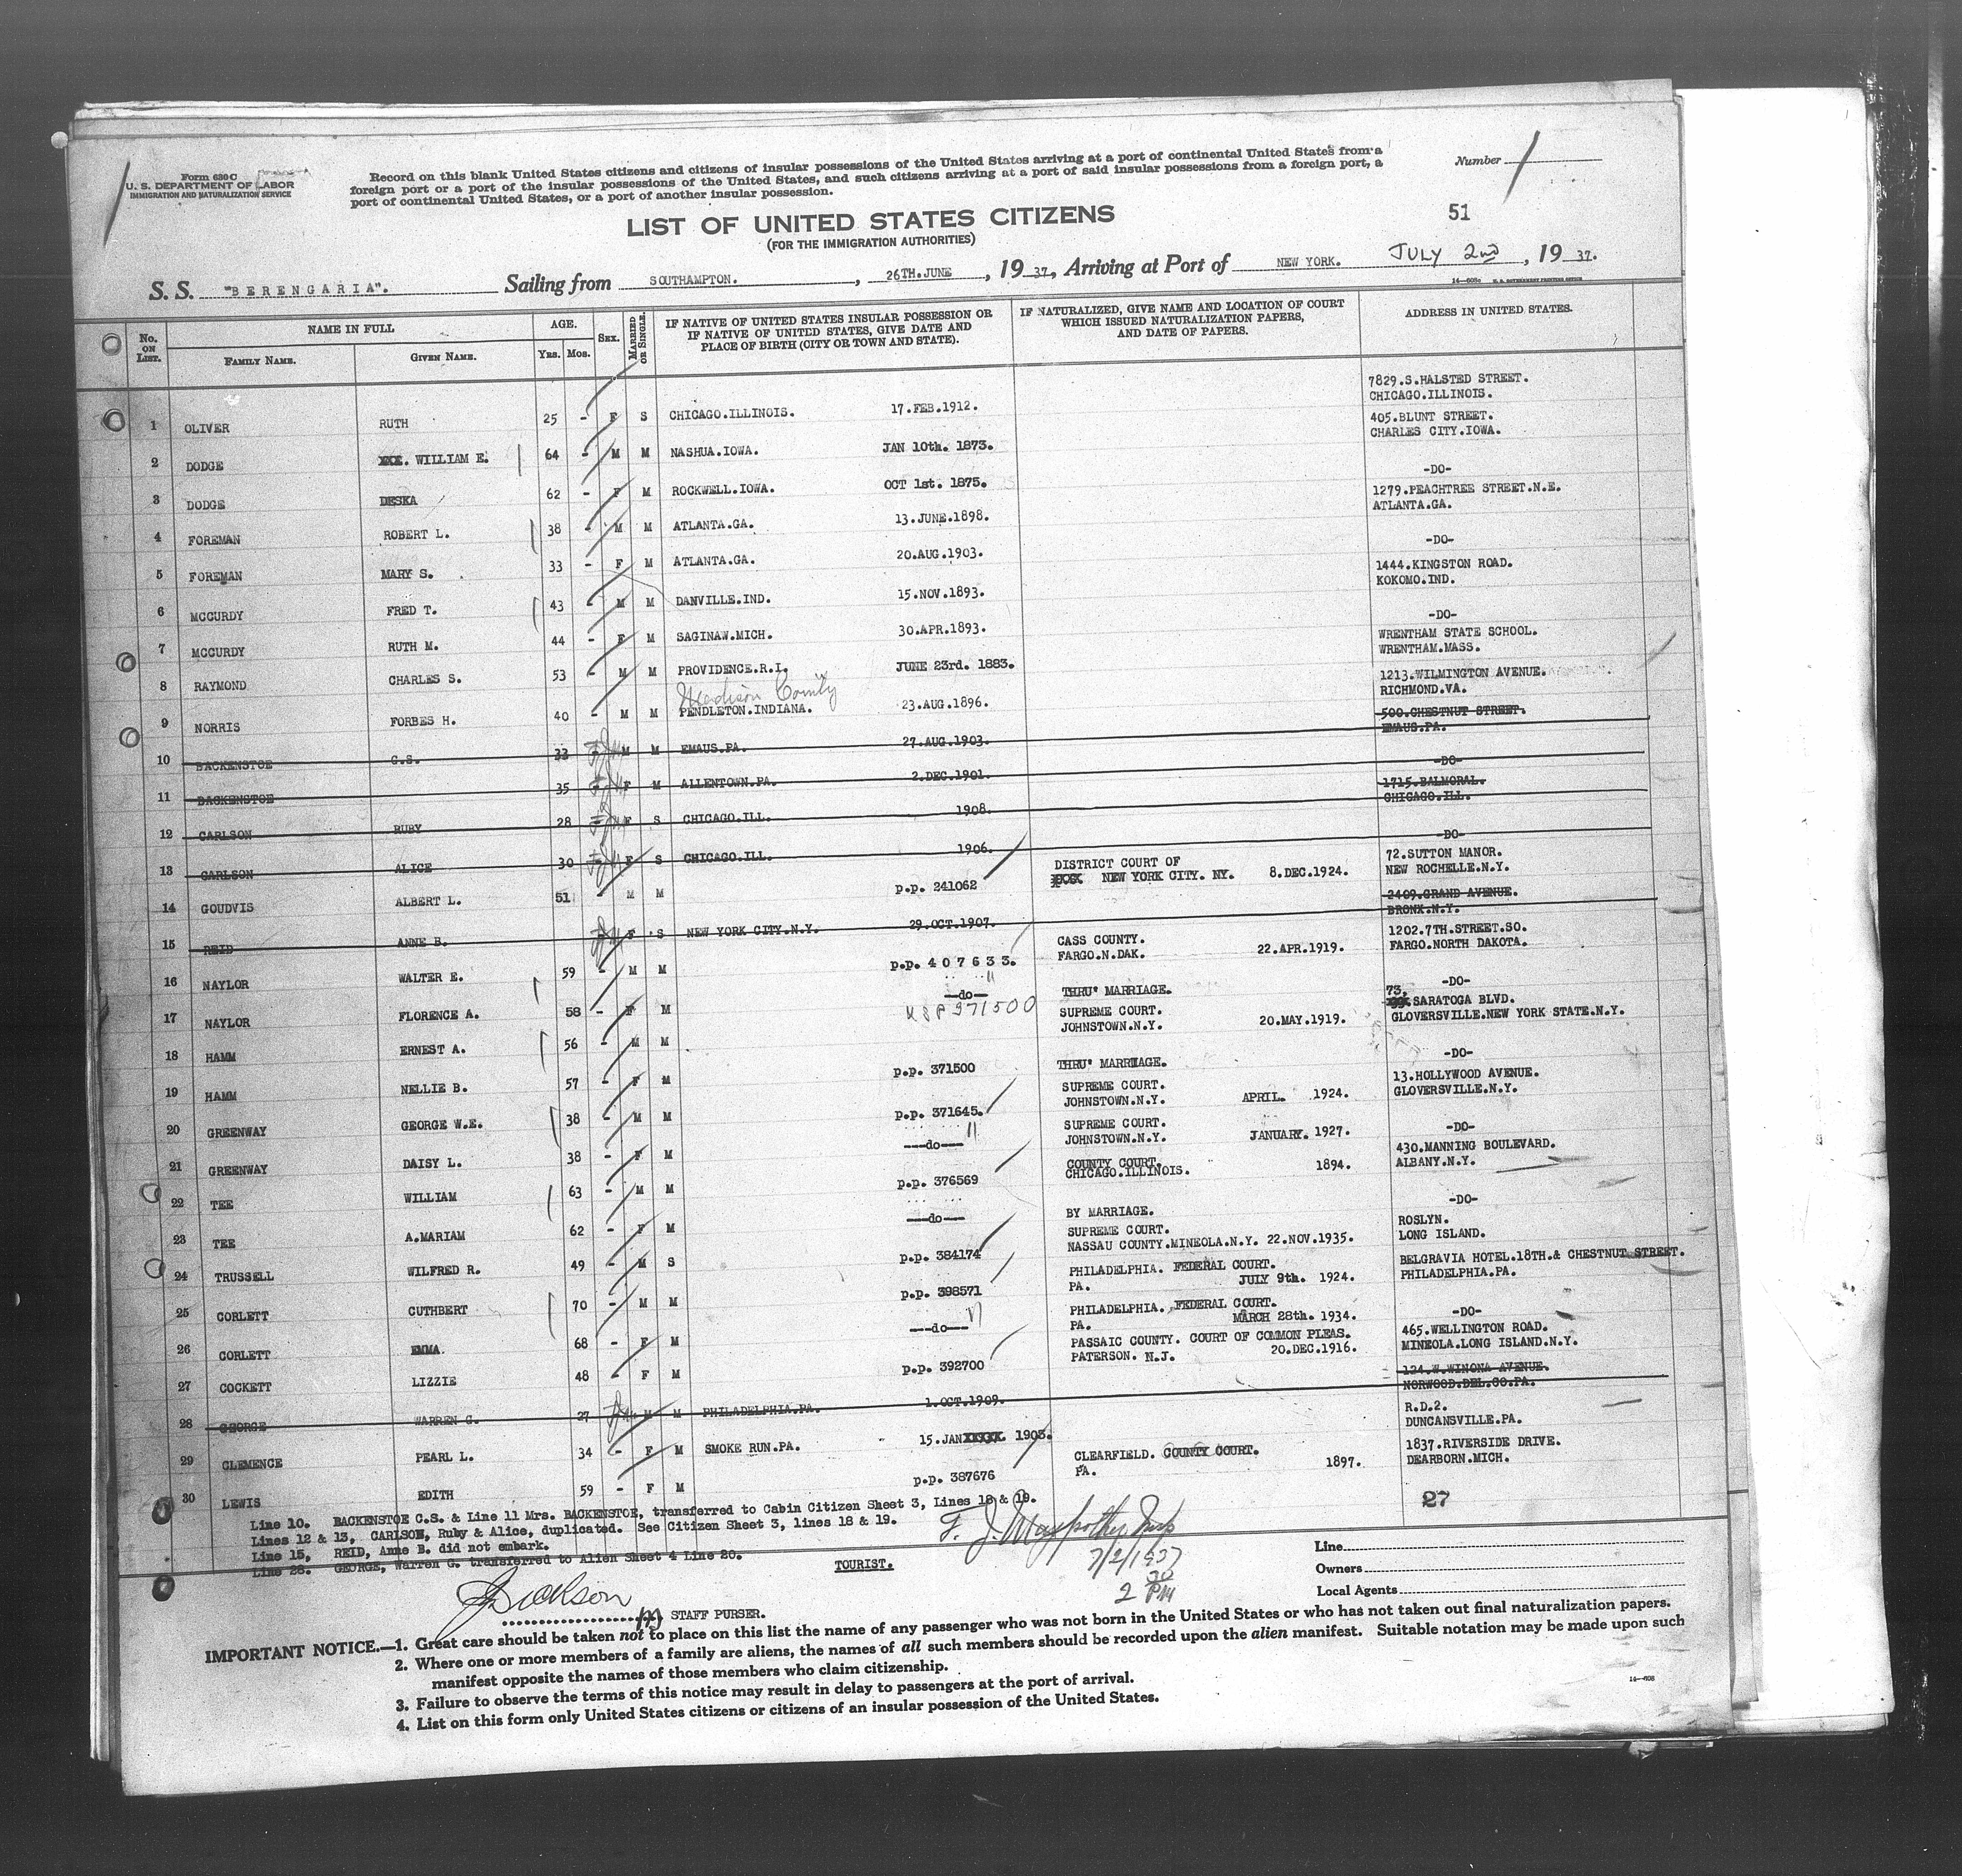 Form 630 C
U. S. DEPARTMENT OF LABOR
IMMIGRATION AND NATURALIZATION SERVICE
Record on this blank United States citizens and citizens of insular possessions of the United States arriving at a port of continental United States from a
foreign port or a port of the insular possessions of the United States, and such citizens arriving at a port of said insular possessions from a foreign port, a
port of continental United States, or a port of another insular possession.
Number
LIST OF UNITED STATES CITIZENS
(FOR THE IMMIGRATION AUTHORITIES)
51
S. S. "BERENGARIA". Sailing from SOUTHAMPTON. , 26TH.JUNE , 19 37, Arriving at Port of NEW YORK. JULY 2nd , 19 37.
No. ON LIST. NAME IN FULL FAMILY NAME. GIVEN NAME. AGE. YRS. MOS. SEX. MARRIED OR SINGLE. IF NATIVE OF UNITED STATES INSULAR POSSESSION OR IF NATIVE OF UNITED STATES, GIVE DATE AND PLACE OF BIRTH (CITY OR TOWN AND STATE). IF NATURALIZED, GIVE NAME AND LOCATION OF COURT WHICH ISSUED NATURALIZATION PAPERS, AND DATE OF PAPERS. ADDRESS IN UNITED STATES.
1 OLIVER RUTH 25 - F S CHICAGO.ILLINOIS. 17.FEB.1912. 7829.S.HALSTED STREET. CHICAGO.ILLINOIS.
2 DODGE XXX. WILLIAM E. 64 - M M NASHUA.IOWA. JAN 10th. 1873. 405.BLUNT STREET. CHARLES CITY.IOWA.
3 DODGE DESKA 62 - F M ROCKWELL.IOWA. OCT 1st. 1875. -DO-
4 FOREMAN ROBERT L. 38 - M M ATLANTA.GA. 13.JUNE.1898. 1279.PEACHTREE STREET.N.E. ATLANTA.GA.
5 FOREMAN MARY S. 33 - F M ATLANTA.GA. 20.AUG.1903. -DO-
6 MCCURDY FRED T. 43 - M M DANVILLE.IND. 15.NOV.1893. 1444.KINGSTON ROAD. KOKOMO.IND.
7 MCCURDY RUTH M. 44 - F M SAGINAW.MICH. 30.APR.1893. -DO-
8 RAYMOND CHARLES S. 53 - M M PROVIDENCE.R.I. JUNE 23rd. 1883. WRENTHAM STATE SCHOOL. WRENTHAM.MASS.
Madison County
9 NORRIS FORBES H. 40 - M M PENDLETON.INDIANA. 23.AUG.1896. 1213.WILMINGTON AVENUE. RICHMOND.VA.
10 BACKENSTOE C.S. 33 - M M EMAUS.PA. 27.AUG.1903. 500.CHESTNUT STREET. EMAUS.PA.
11 BACKENSTOE 35 - F M ALLENTOWN.PA. 2.DEC.1901. -DO-
12 CARLSON RUBY 28 - F S CHICAGO.ILL. 1908. 1715.BALMORAL. CHICAGO.ILL.
13 CARLSON ALICE 30 - F S CHICAGO.ILL. 1906. -DO-
14 GOUDVIS ALBERT L. 51 M M p.p. 241062 DISTRICT COURT OF NEW YORK CITY. NY. 8.DEC.1924. 72.SUTTON MANOR. NEW ROCHELLE.N.Y.
15 REID ANNE B. F S NEW YORK CITY.N.Y. 29.OCT.1907. 2409.GRAND AVENUE. BRONX.N.Y.
16 NAYLOR WALTER E. 59 - M M p.p. 407633. CASS COUNTY. FARGO.N.DAK. 22.APR.1919. 1202.7TH.STREET.SO. FARGO.NORTH DAKOTA.
17 NAYLOR FLORENCE A. 58 - F M —do— THRU' MARRIAGE. -DO-
18 HAMM ERNEST A. 56 - M M USP 371500 SUPREME COURT. JOHNSTOWN.N.Y. 20.MAY.1919. 73, SARATOGA BLVD. GLOVERSVILLE.NEW YORK STATE.N.Y.
19 HAMM NELLIE B. 57 - F M p.p. 371500 THRU' MARRIAGE. -DO-
20 GREENWAY GEORGE W.E. 38 - M M p.p. 371645. SUPREME COURT. JOHNSTOWN.N.Y. APRIL. 1924. 13.HOLLYWOOD AVENUE. GLOVERSVILLE.N.Y.
21 GREENWAY DAISY L. 38 - F M —do— SUPREME COURT. JOHNSTOWN.N.Y. JANUARY. 1927. -DO-
22 TEE WILLIAM 63 - M M p.p. 376569 COUNTY COURT. CHICAGO.ILLINOIS. 1894. 430.MANNING BOULEVARD. ALBANY.N.Y.
23 TEE A.MARIAM 62 - F M —do— BY MARRIAGE. -DO-
24 TRUSSELL WILFRED R. 49 - M S p.p. 384174 SUPREME COURT. NASSAU COUNTY.MINEOLA.N.Y. 22.NOV.1935. ROSLYN. LONG ISLAND.
25 CORLETT CUTHBERT 70 - M M p.p. 398571 PHILADELPHIA. FEDERAL COURT. PA. JULY 9th. 1924. BELGRAVIA HOTEL.18TH.& CHESTNUT STREET. PHILADELPHIA.PA.
26 CORLETT EMMA. 68 - F M —do— PHILADELPHIA. FEDERAL COURT. PA. MARCH 28th. 1934. -DO-
27 COCKETT LIZZIE 48 - F M p.p. 392700 PASSAIC COUNTY. COURT OF COMMON PLEAS. PATERSON. N.J. 20.DEC.1916. 465.WELLINGTON ROAD. MINEOLA.LONG ISLAND.N.Y.
28 GEORGE WARREN G. 27 M M PHILADELPHIA.PA. 1.OCT.1909. 124.W.WINONA AVENUE. NORWOOD.DEL.CO.PA.
29 CLEMENCE PEARL L. 34 - F M SMOKE RUN.PA. 15.JANXXXXX. 1903. R.D.2. DUNCANSVILLE.PA.
30 LEWIS EDITH 59 - F M p.p. 387676 CLEARFIELD. COUNTY COURT. PA. 1897. 1837.RIVERSIDE DRIVE. DEARBORN.MICH.
27
Line 10. BACKENSTOE C.S. & Line 11 Mrs. BACKENSTOE, transferred to Cabin Citizen Sheet 3, Lines 18 & 19.
Lines 12 & 13, CARLSON, Ruby & Alice, duplicated. See Citizen Sheet 3, lines 18 & 19.
Line 15, REID, Anne B. did not embark.
Line 28. GEORGE, Warren G. transferred to Alien Sheet 4 Line 20.
TOURIST.
7/2/1937
2 30 PM
Line
Owners
Local Agents
STAFF PURSER.
IMPORTANT NOTICE.—1. Great care should be taken not to place on this list the name of any passenger who was not born in the United States or who has not taken out final naturalization papers.
2. Where one or more members of a family are aliens, the names of all such members should be recorded upon the alien manifest. Suitable notation may be made upon such
manifest opposite the names of those members who claim citizenship.
3. Failure to observe the terms of this notice may result in delay to passengers at the port of arrival.
4. List on this form only United States citizens or citizens of an insular possession of the United States.
14—608